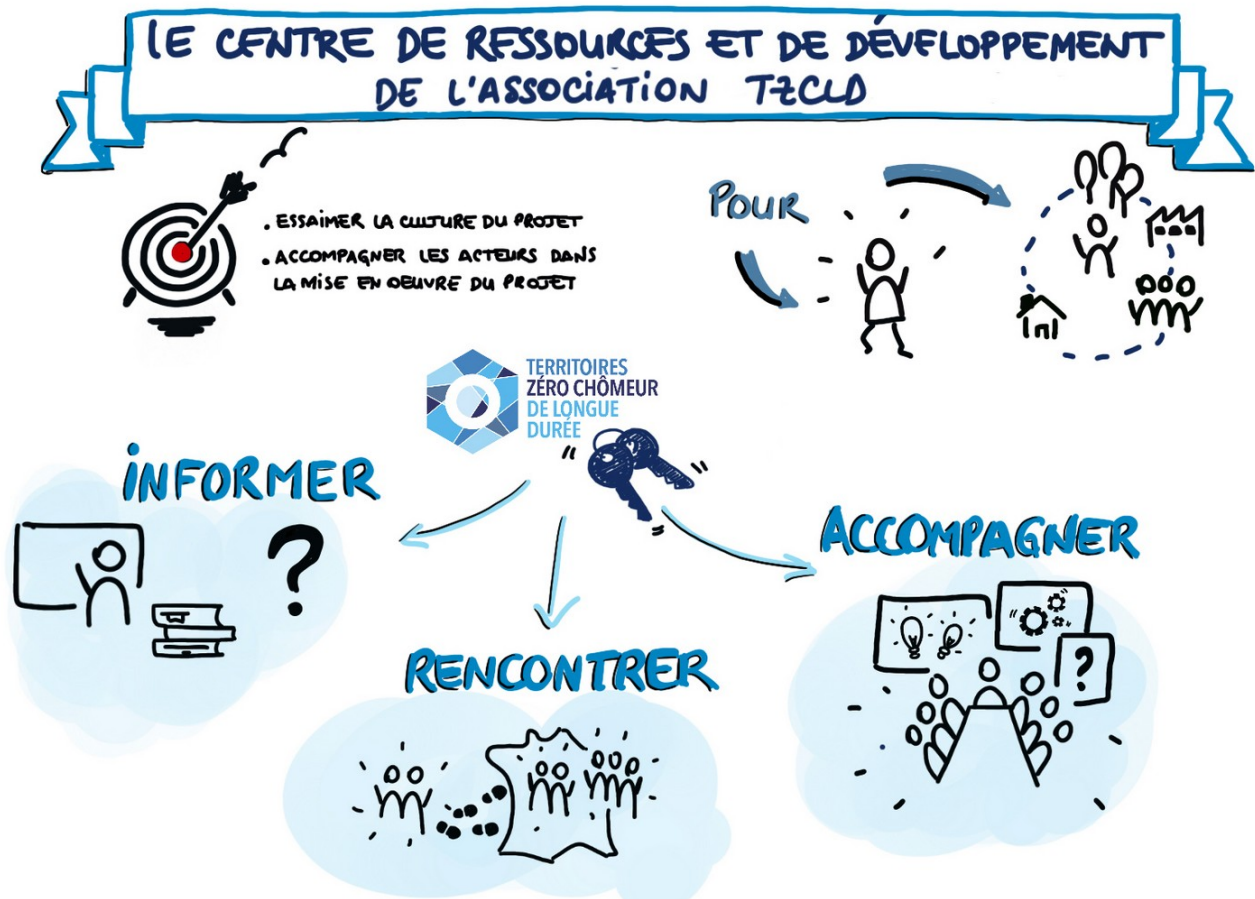 LE CENTRE DE RESSOURCES ET DE DÉVELOPPEMENT
DE L'ASSOCIATION TZCLD
. ESSAIMER LA CULTURE DU PROJET
. ACCOMPAGNER LES ACTEURS DANS
LA MISE EN OEUVRE DU PROJET
POUR
TERRITOIRES
ZÉRO CHÔMEUR
DE LONGUE
DURÉE
INFORMER
?
RENCONTRER
ACCOMPAGNER
?